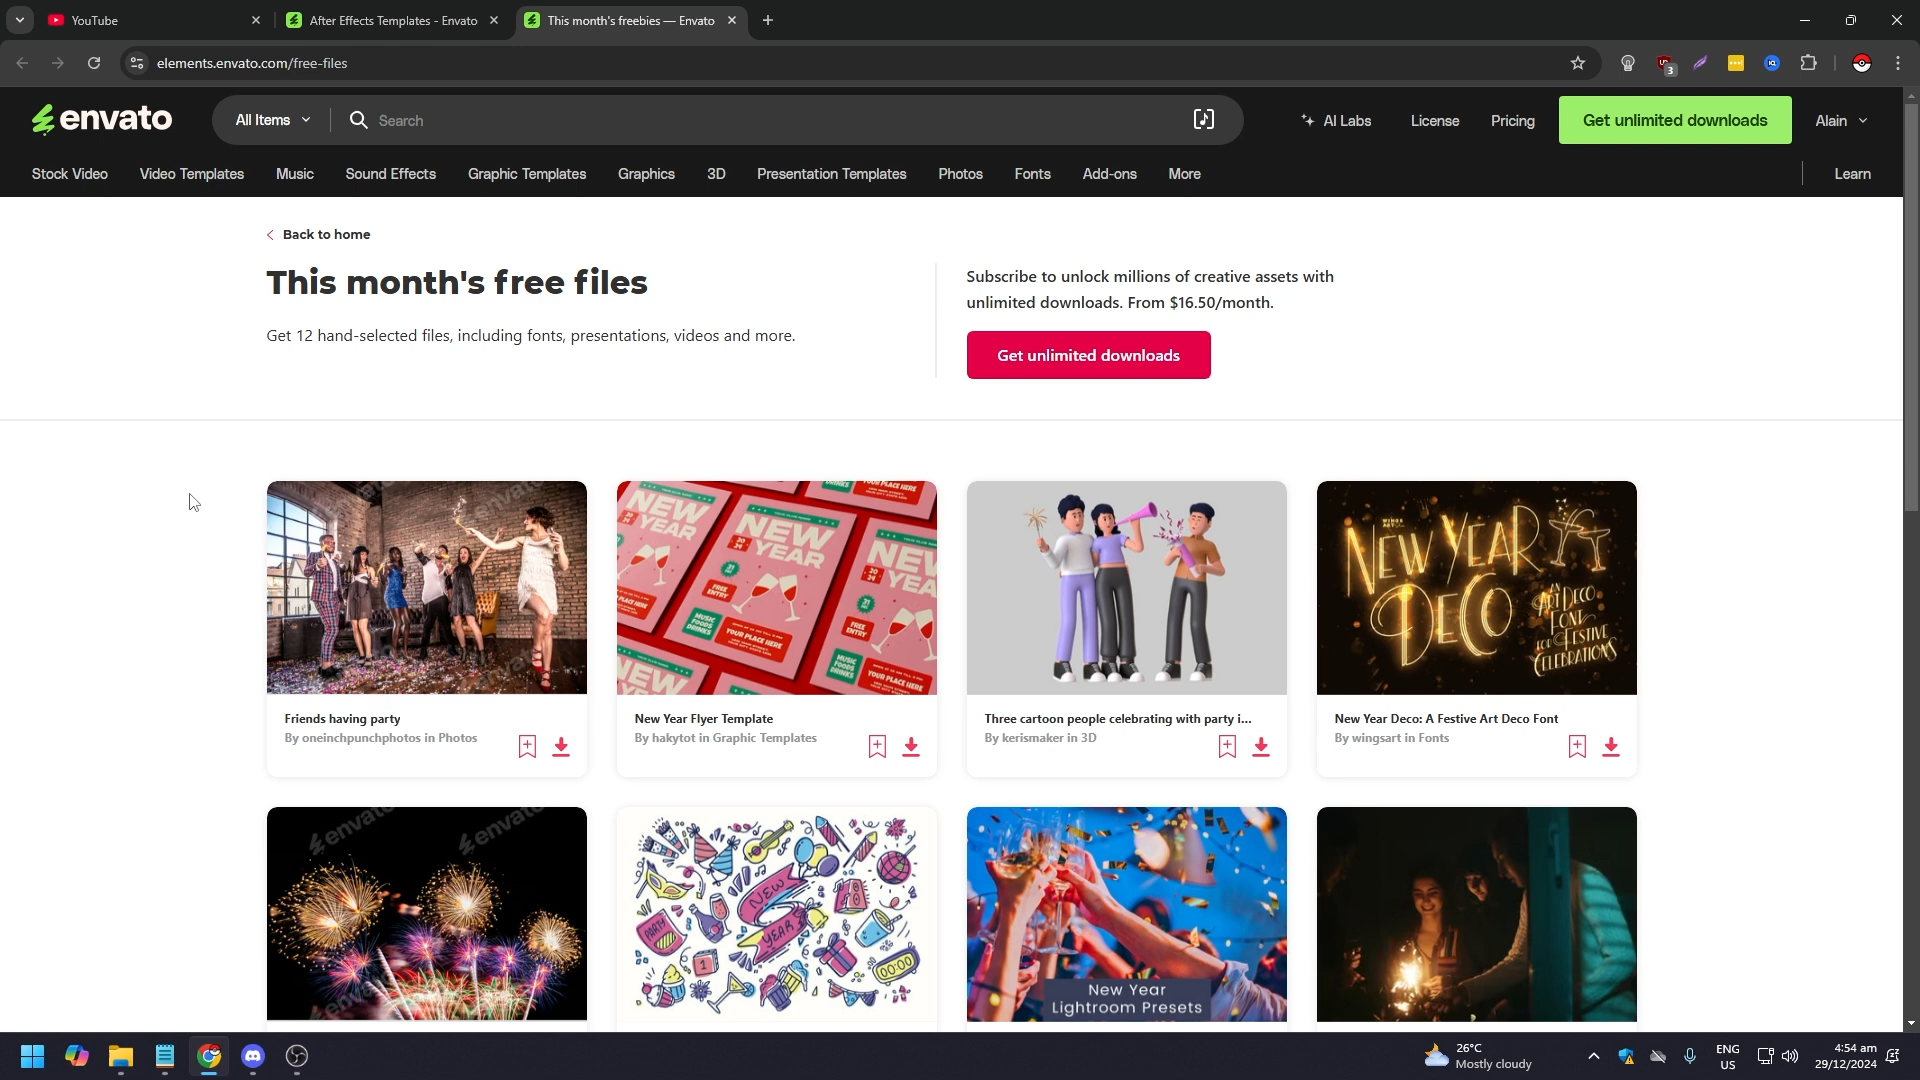 YouTube
After Effects Templates - Envato
This month's freebies — Envato
elements.envato.com/free-files
3
envato
All Items
Search
AI Labs
License
Pricing
Get unlimited downloads
Alain
Stock Video
Video Templates
Music
Sound Effects
Graphic Templates
Graphics
3D
Presentation Templates
Photos
Fonts
Add-ons
More
Learn
Back to home
This month's free files
Get 12 hand-selected files, including fonts, presentations, videos and more.
Subscribe to unlock millions of creative assets with
unlimited downloads. From $16.50/month.
Get unlimited downloads
NEW
YEAR
FREE
ENTRY
MUSIC
FOODS
DRINKS
YOUR PLACE HERE
NEW YEAR
DECO
AN
ART DECO
FONT
FOR FESTIVE
CELEBRATIONS
Friends having party
By oneinchpunchphotos in Photos
New Year Flyer Template
By hakytot in Graphic Templates
Three cartoon people celebrating with party i...
By kerismaker in 3D
New Year Deco: A Festive Art Deco Font
By wingsart in Fonts
envato
envato
NEW
YEAR
PARTY
1
00:00
New Year
Lightroom Presets
26°C
Mostly cloudy
ENG
US
4:54 am
29/12/2024